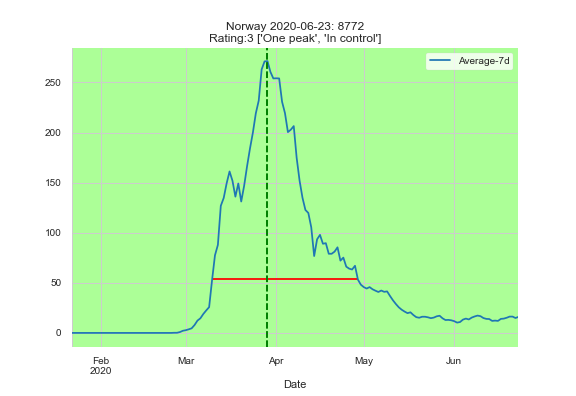 Norway 2020-06-23: 8772
Rating:3 ['One peak', 'In control']
Average-7d
250
200
150
100
50
0
Feb
2020
Mar
Apr
May
Jun
Date